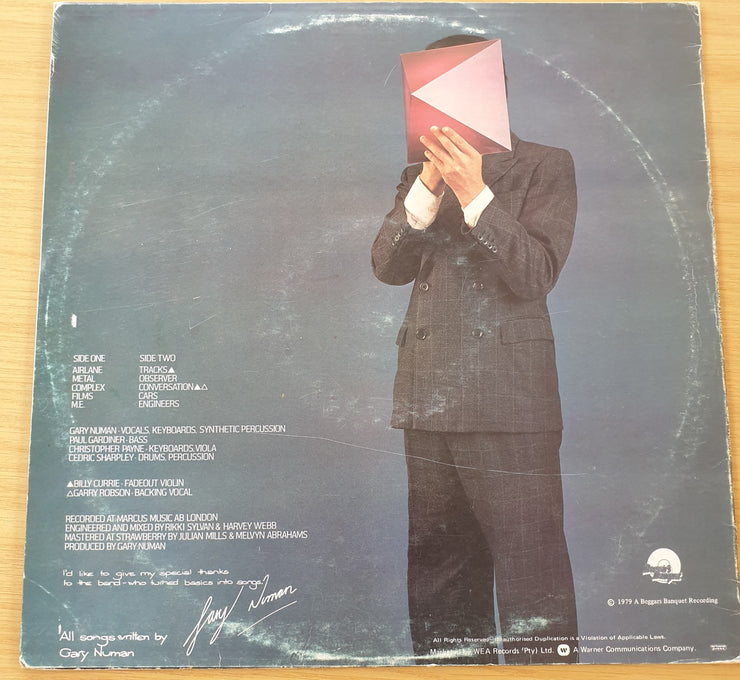 SIDE ONE SIDE TWO
AIRLANE TRACKS▲
METAL OBSERVER
COMPLEX CONVERSATION▲△
FILMS CARS
M.E. ENGINEERS
GARY NUMAN · VOCALS, KEYBOARDS, SYNTHETIC PERCUSSION
PAUL GARDINER · BASS
CHRISTOPHER PAYNE · KEYBOARDS, VIOLA
CEDRIC SHARPLEY · DRUMS, PERCUSSION
▲BILLY CURRIE · FADEOUT VIOLIN
△GARRY ROBSON · BACKING VOCAL
RECORDED AT MARCUS MUSIC AB LONDON
ENGINEERED AND MIXED BY RIKKI SYLVAN & HARVEY WEBB
MASTERED AT STRAWBERRY BY JULIAN MILLS & MELVYN ABRAHAMS
PRODUCED BY GARY NUMAN
I'd like to give my special thanks
to the band - who turned basics into songs.
Gary Numan
All songs written by
Gary Numan
© 1979 A Beggars Banquet Recording
All Rights Reserved Unauthorised Duplication is a Violation of Applicable Laws.
WEA Records (Pty) Ltd. W A Warner Communications Company.